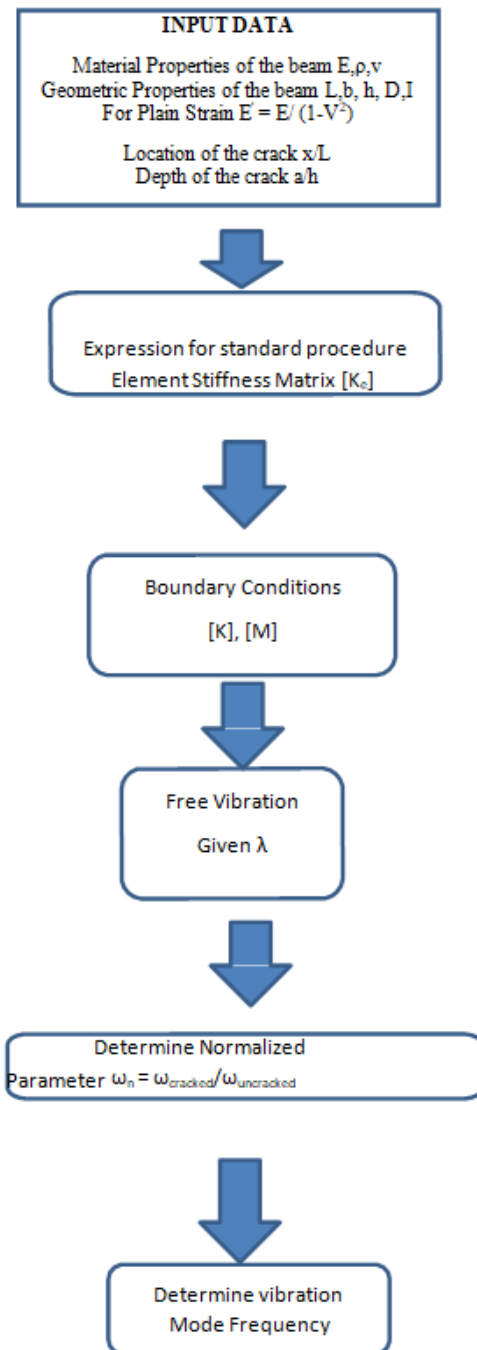 INPUT DATA
Material Properties of the beam E,ρ,v
Geometric Properties of the beam L,b, h, D,I
For Plain Strain E' = E/ (1-V²)
Location of the crack x/L
Depth of the crack a/h
Expression for standard procedure
Element Stiffness Matrix [Kₑ]
Boundary Conditions
[K], [M]
Free Vibration
Given λ
Determine Normalized
Parameter ωn = ωcracked/ωuncracked
Determine vibration
Mode Frequency